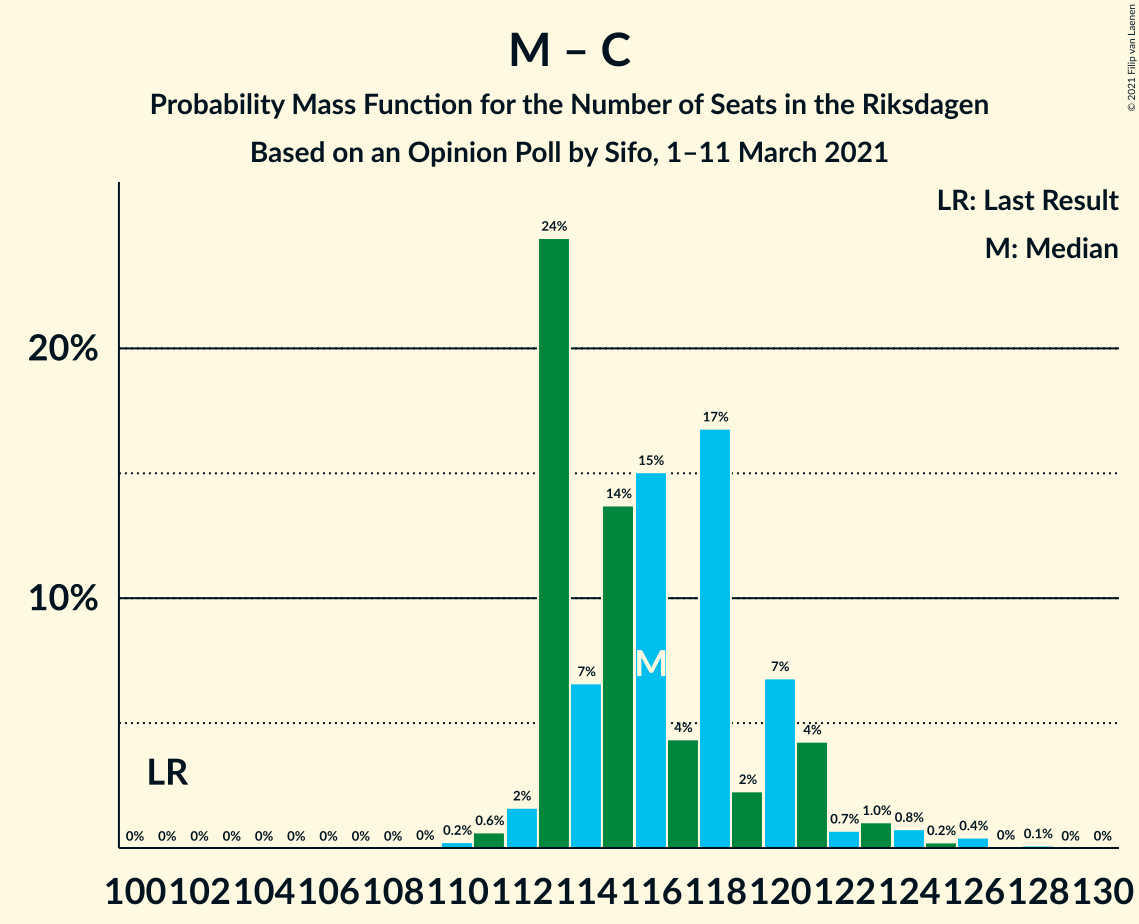 M – C
Probability Mass Function for the Number of Seats in the Riksdagen
Based on an Opinion Poll by Sifo, 1–11 March 2021
© 2021 Filip van Laenen
LR: Last Result
M: Median
20%
10%
LR
M
0% 0% 0% 0% 0% 0% 0% 0% 0% 0% 0.2% 0.6% 2% 24% 7% 14% 15% 4% 17% 2% 7% 4% 0.7% 1.0% 0.8% 0.2% 0.4% 0% 0.1% 0% 0%
100 102 104 106 108 110 112 114 116 118 120 122 124 126 128 130